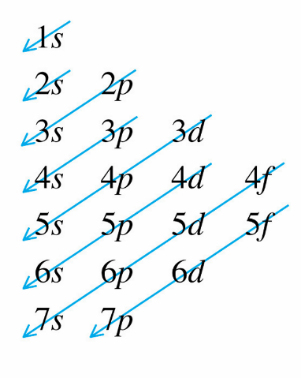 1s
2s 2p
3s 3p 3d
4s 4p 4d 4f
5s 5p 5d 5f
6s 6p 6d
7s 7p